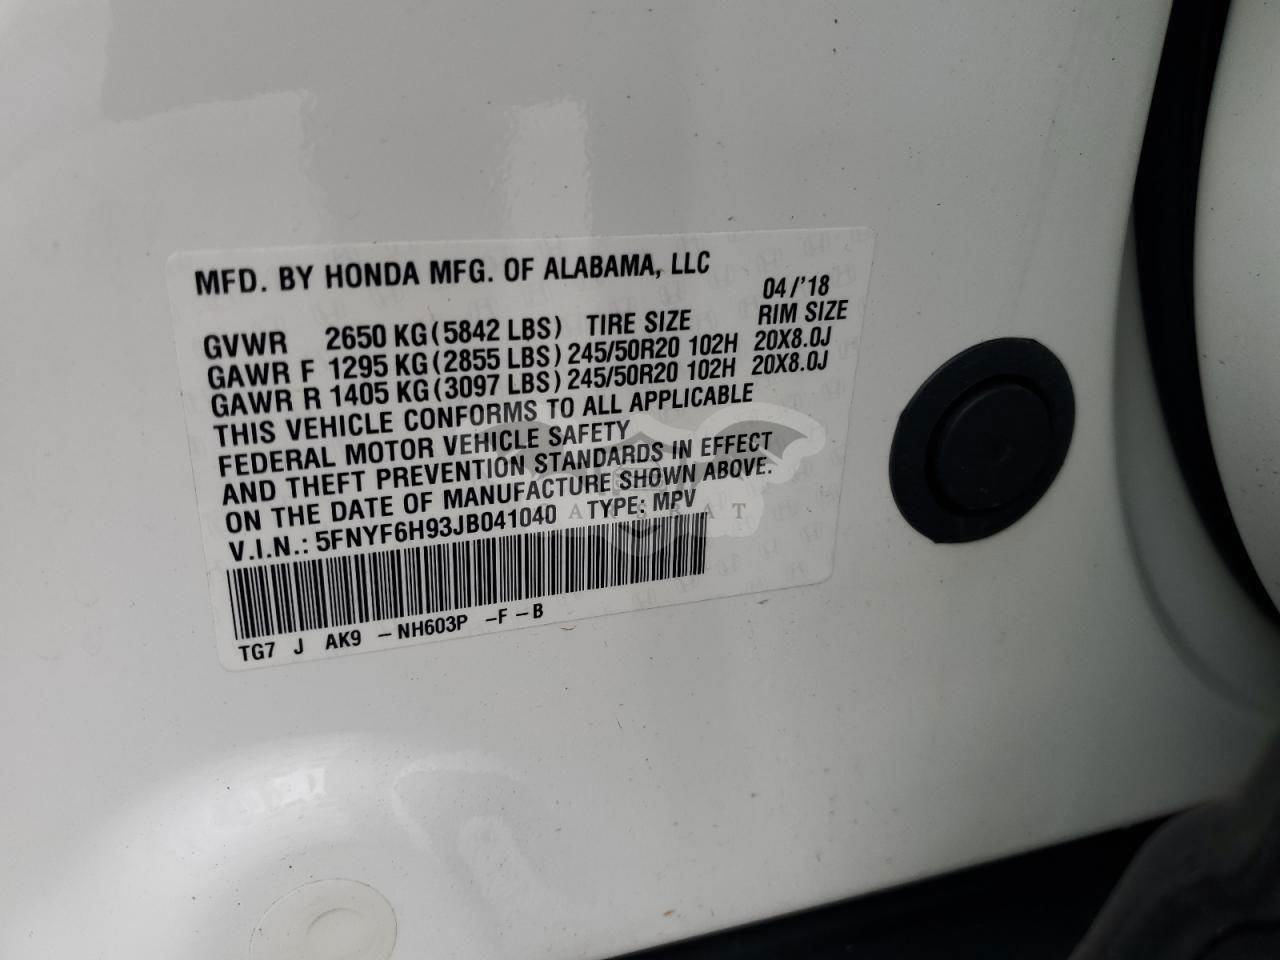 MFD. BY HONDA MFG. OF ALABAMA, LLC
04/'18
GVWR 2650 KG(5842 LBS) TIRE SIZE RIM SIZE
GAWR F 1295 KG(2855 LBS) 245/50R20 102H 20X8.0J
GAWR R 1405 KG(3097 LBS) 245/50R20 102H 20X8.0J
THIS VEHICLE CONFORMS TO ALL APPLICABLE
FEDERAL MOTOR VEHICLE SAFETY
AND THEFT PREVENTION STANDARDS IN EFFECT
ON THE DATE OF MANUFACTURE SHOWN ABOVE.
V.I.N.: 5FNYF6H93JB041040 TYPE: MPV
TG7 J AK9 -NH603P -F-B